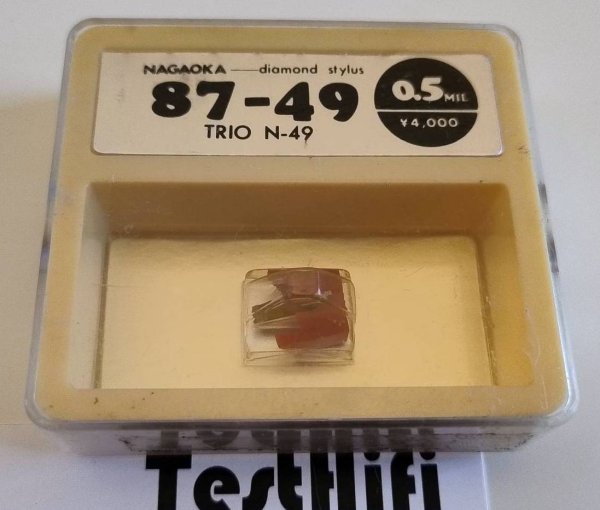 NAGAOKA — diamond stylus
87-49
TRIO N-49
0.5 MIL
¥4,000
TestHifi